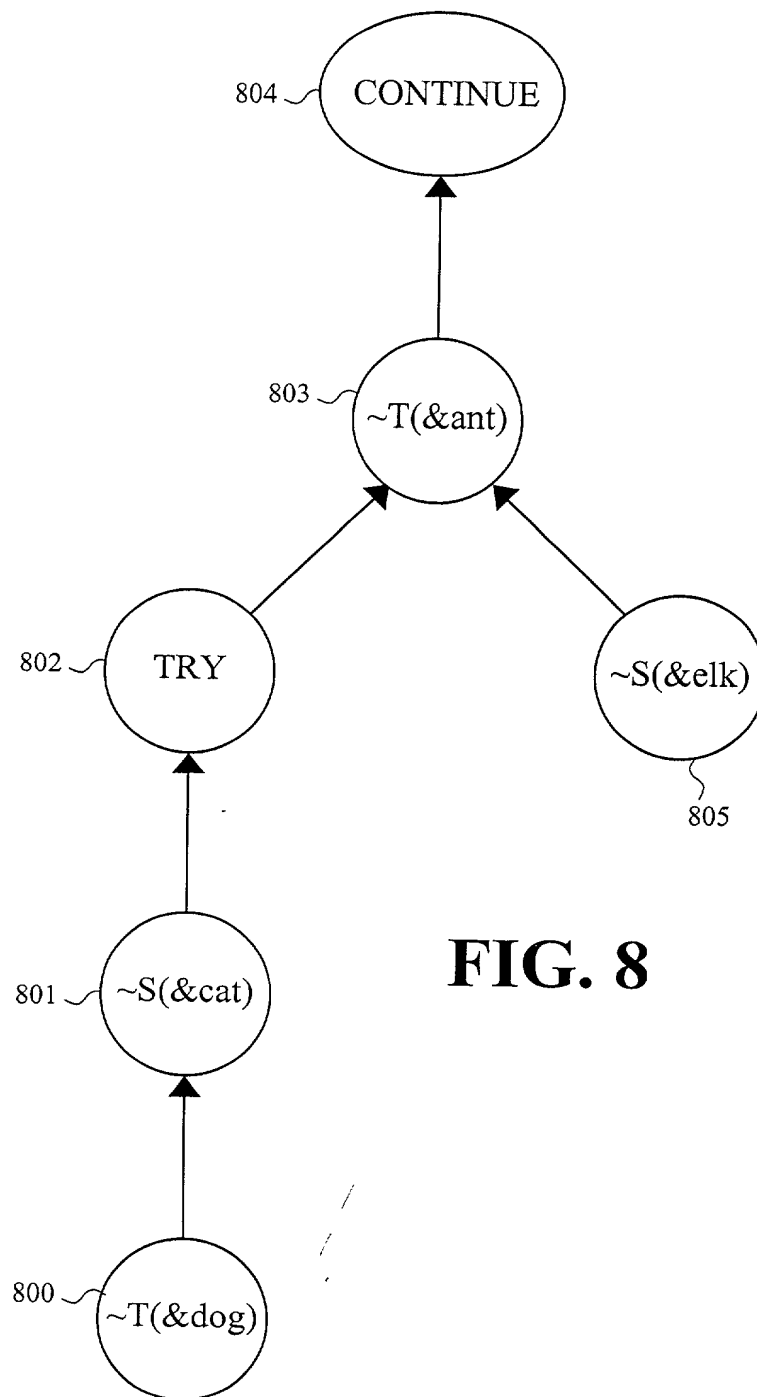 804 CONTINUE
803 ~T(&ant)
802 TRY
~S(&elk)
805
FIG. 8
801 ~S(&cat)
800 ~T(&dog)